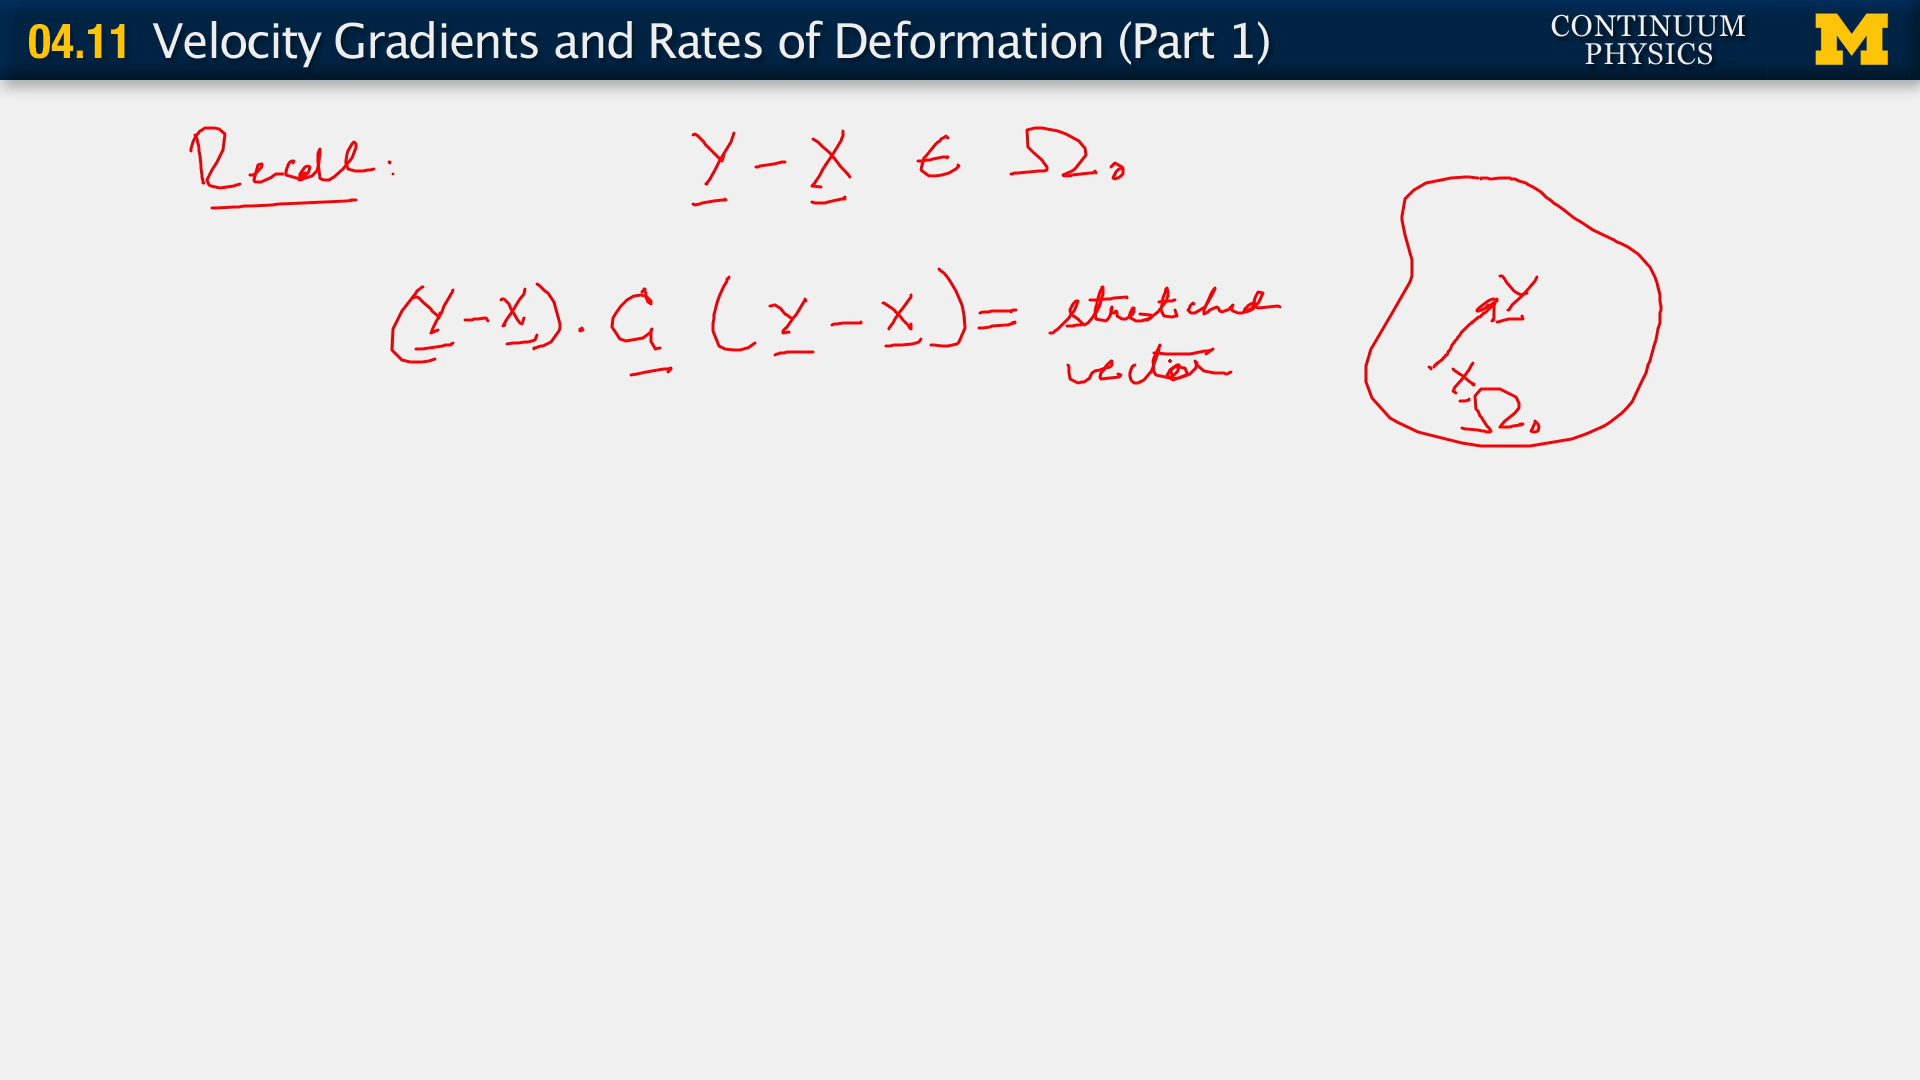 04.11 Velocity Gradients and Rates of Deformation (Part 1)
CONTINUUM
PHYSICS
M
Recall: Y - X ∈ Ω₀
(Y - X) · C (Y - X) = stretched
vector
Y
X
Ω₀